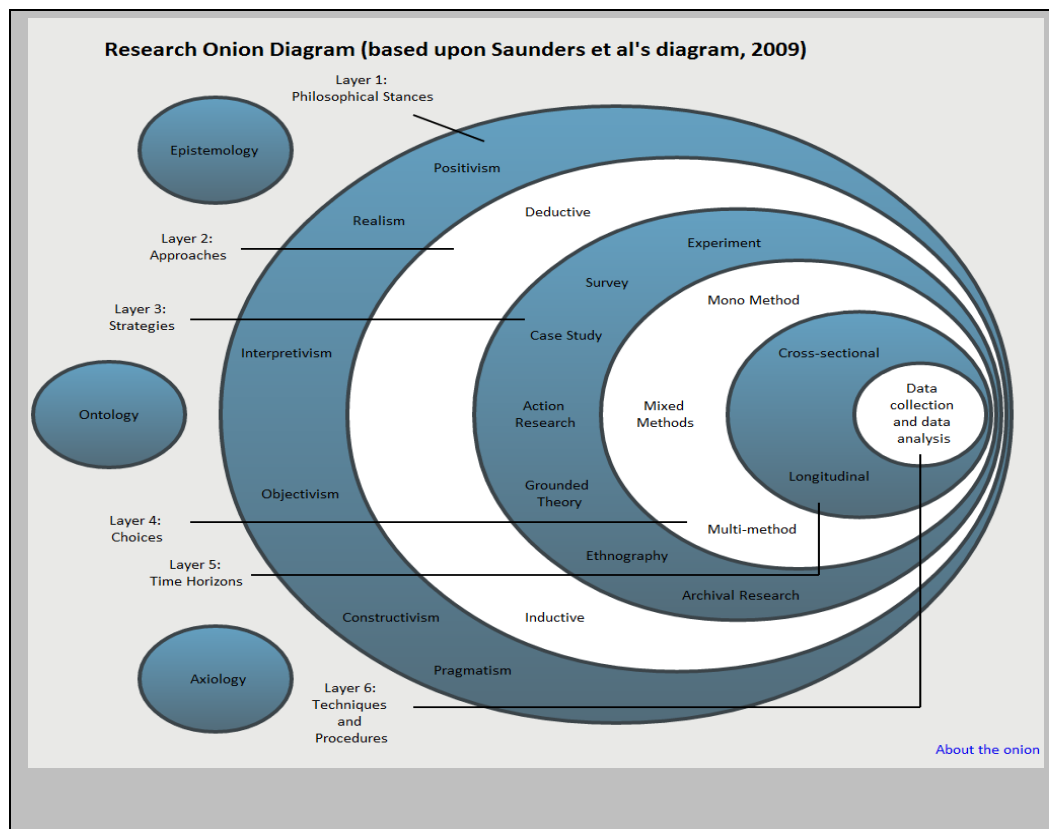 Research Onion Diagram (based upon Saunders et al's diagram, 2009)
Layer 1:
Philosophical Stances
Epistemology
Positivism
Realism
Deductive
Layer 2:
Approaches
Experiment
Survey
Mono Method
Layer 3:
Strategies
Case Study
Interpretivism
Cross-sectional
Ontology
Action
Research
Mixed
Methods
Data
collection
and data
analysis
Longitudinal
Grounded
Theory
Objectivism
Layer 4:
Choices
Multi-method
Ethnography
Layer 5:
Time Horizons
Archival Research
Constructivism
Inductive
Pragmatism
Axiology
Layer 6:
Techniques
and
Procedures
About the onion